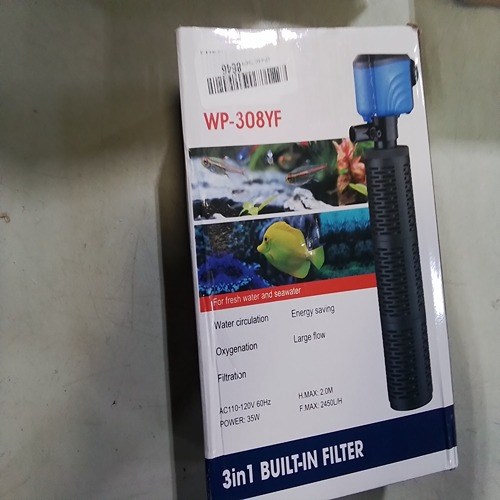 WP-308YF
For fresh water and seawater
Water circulation Energy saving
Oxygenation Large flow
Filtration
AC110-120V 60Hz H.MAX: 2.0M
POWER: 35W F.MAX: 2450L/H
3in1 BUILT-IN FILTER